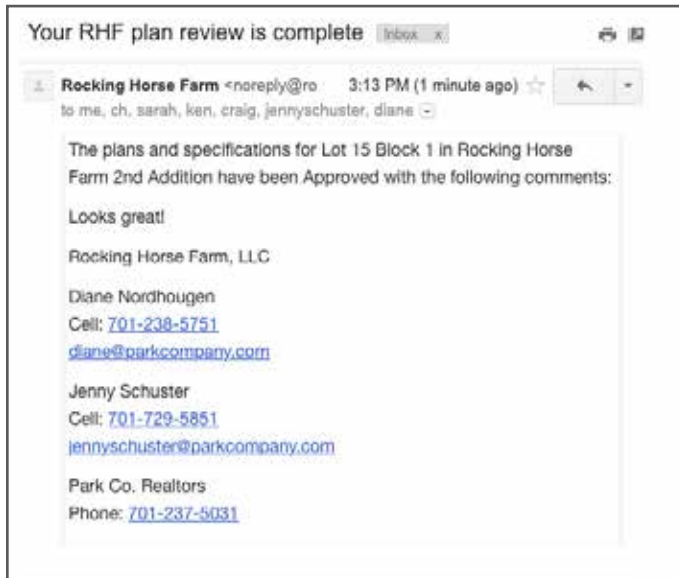 Your RHF plan review is complete Inbox x
Rocking Horse Farm <noreply@ro 3:13 PM (1 minute ago)
to me, ch, sarah, ken, craig, jennyschuster, diane
The plans and specifications for Lot 15 Block 1 in Rocking Horse
Farm 2nd Addition have been Approved with the following comments:
Looks great!
Rocking Horse Farm, LLC
Diane Nordhougen
Cell: 701-238-5751
diane@parkcompany.com
Jenny Schuster
Cell: 701-729-5851
jennyschuster@parkcompany.com
Park Co. Realtors
Phone: 701-237-5031